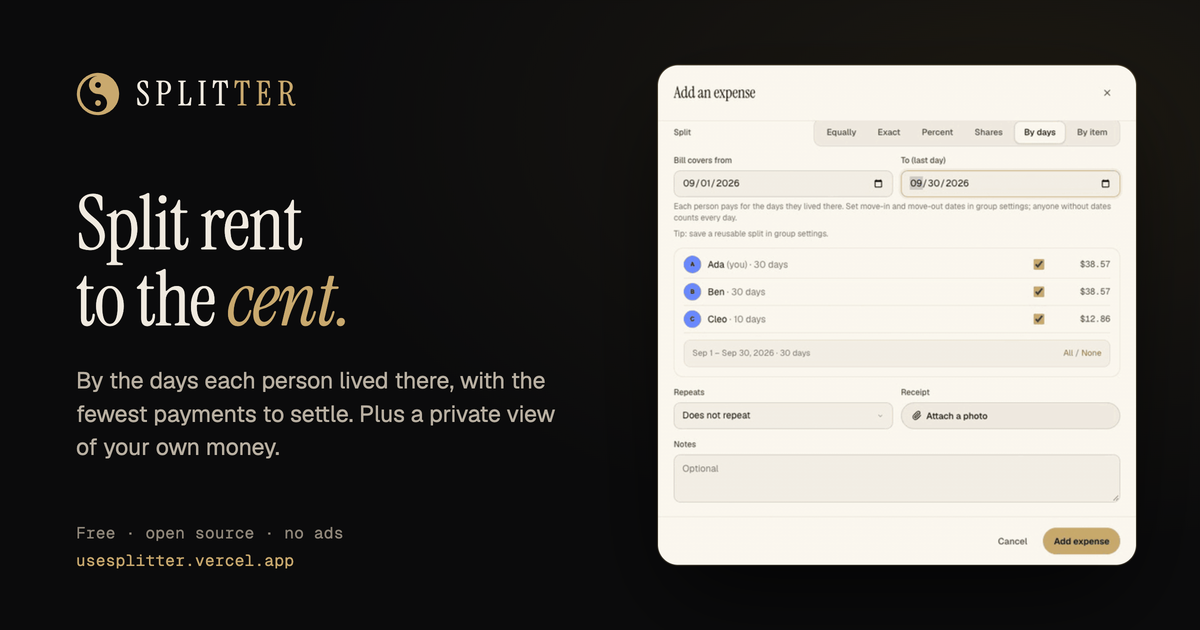 SPLITTER
Split rent
to the cent.
By the days each person lived there, with the
fewest payments to settle. Plus a private view
of your own money.
Free · open source · no ads
usesplitter.vercel.app
Add an expense ×
Split Equally Exact Percent Shares By days By item
Bill covers from To (last day)
09/01/2026 09/30/2026
Each person pays for the days they lived there. Set move-in and move-out dates in group settings; anyone without dates
counts every day.
Tip: save a reusable split in group settings.
A Ada (you) · 30 days $38.57
B Ben · 30 days $38.57
C Cleo · 10 days $12.86
Sep 1 – Sep 30, 2026 · 30 days All / None
Repeats Receipt
Does not repeat Attach a photo
Notes
Optional
Cancel Add expense